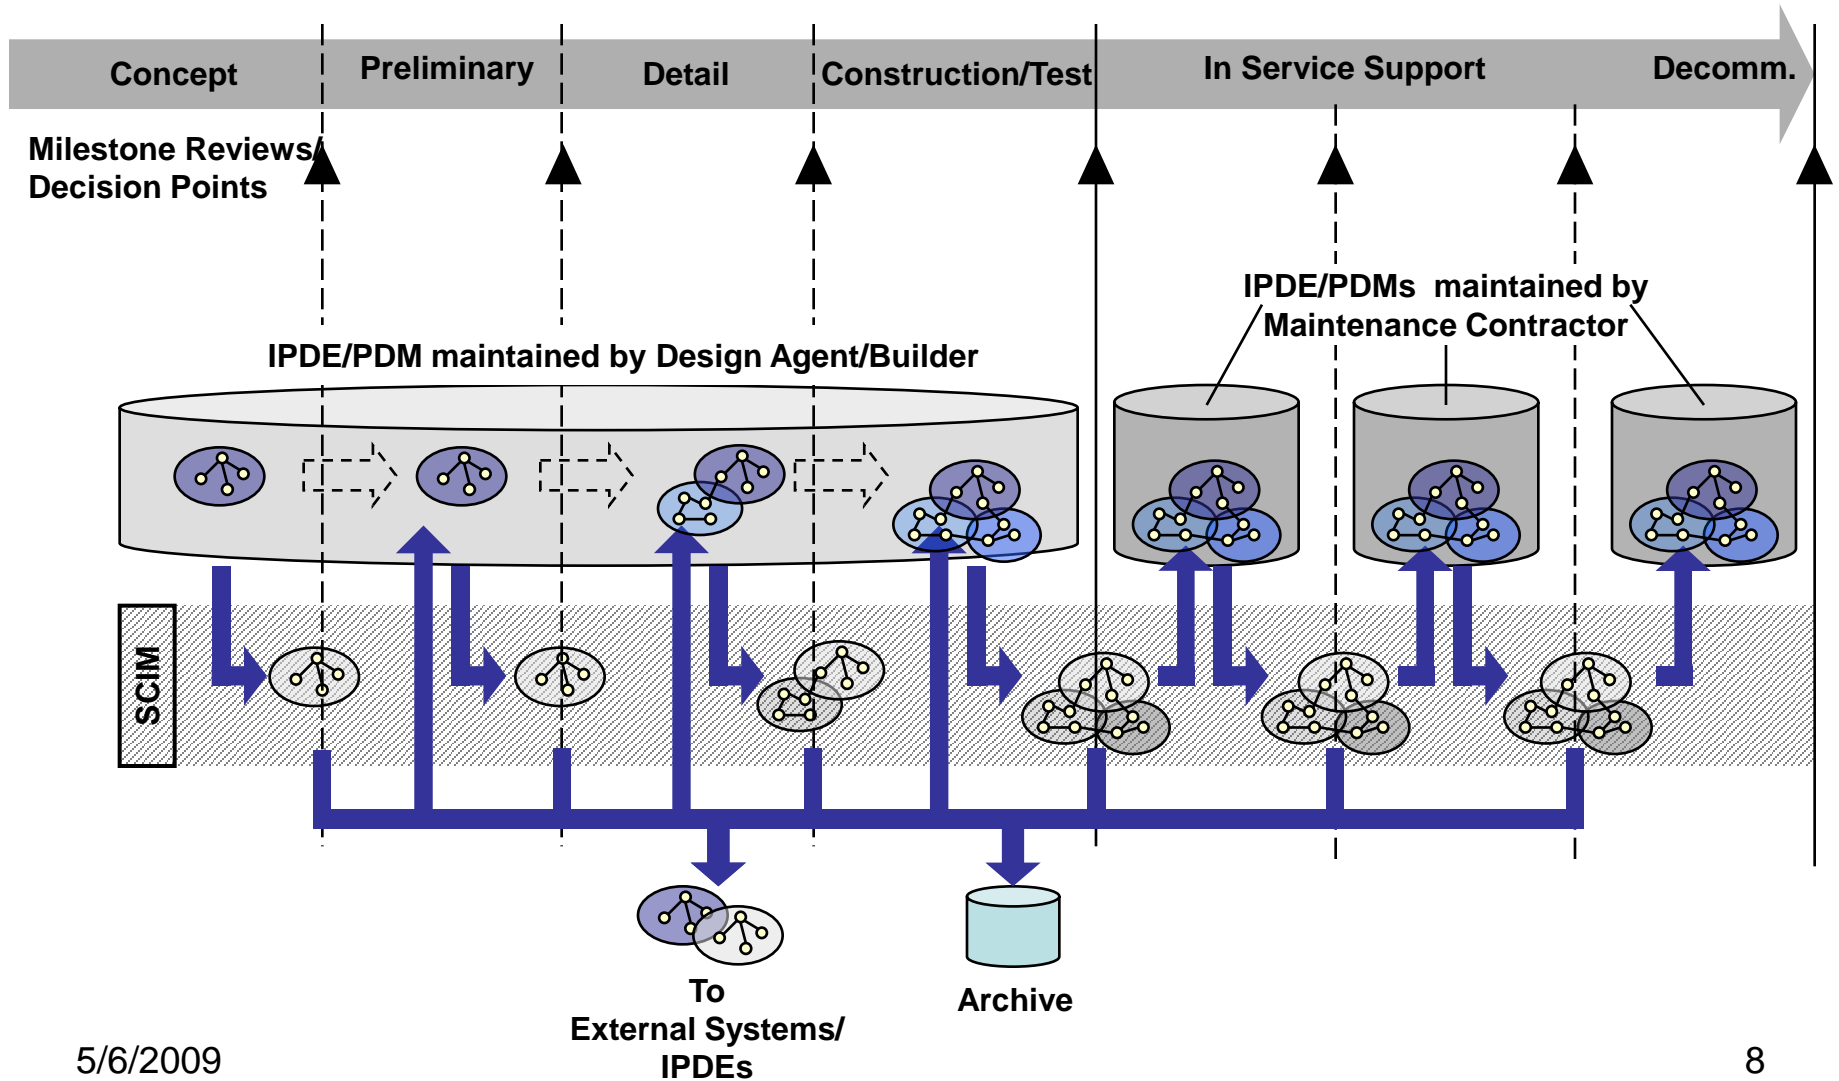 Concept
Preliminary
Detail
Construction/Test
In Service Support
Decomm.
Milestone Reviews/
Decision Points
IPDE/PDMs maintained by
Maintenance Contractor
IPDE/PDM maintained by Design Agent/Builder
SCIM
To
External Systems/
IPDEs
Archive
5/6/2009
8